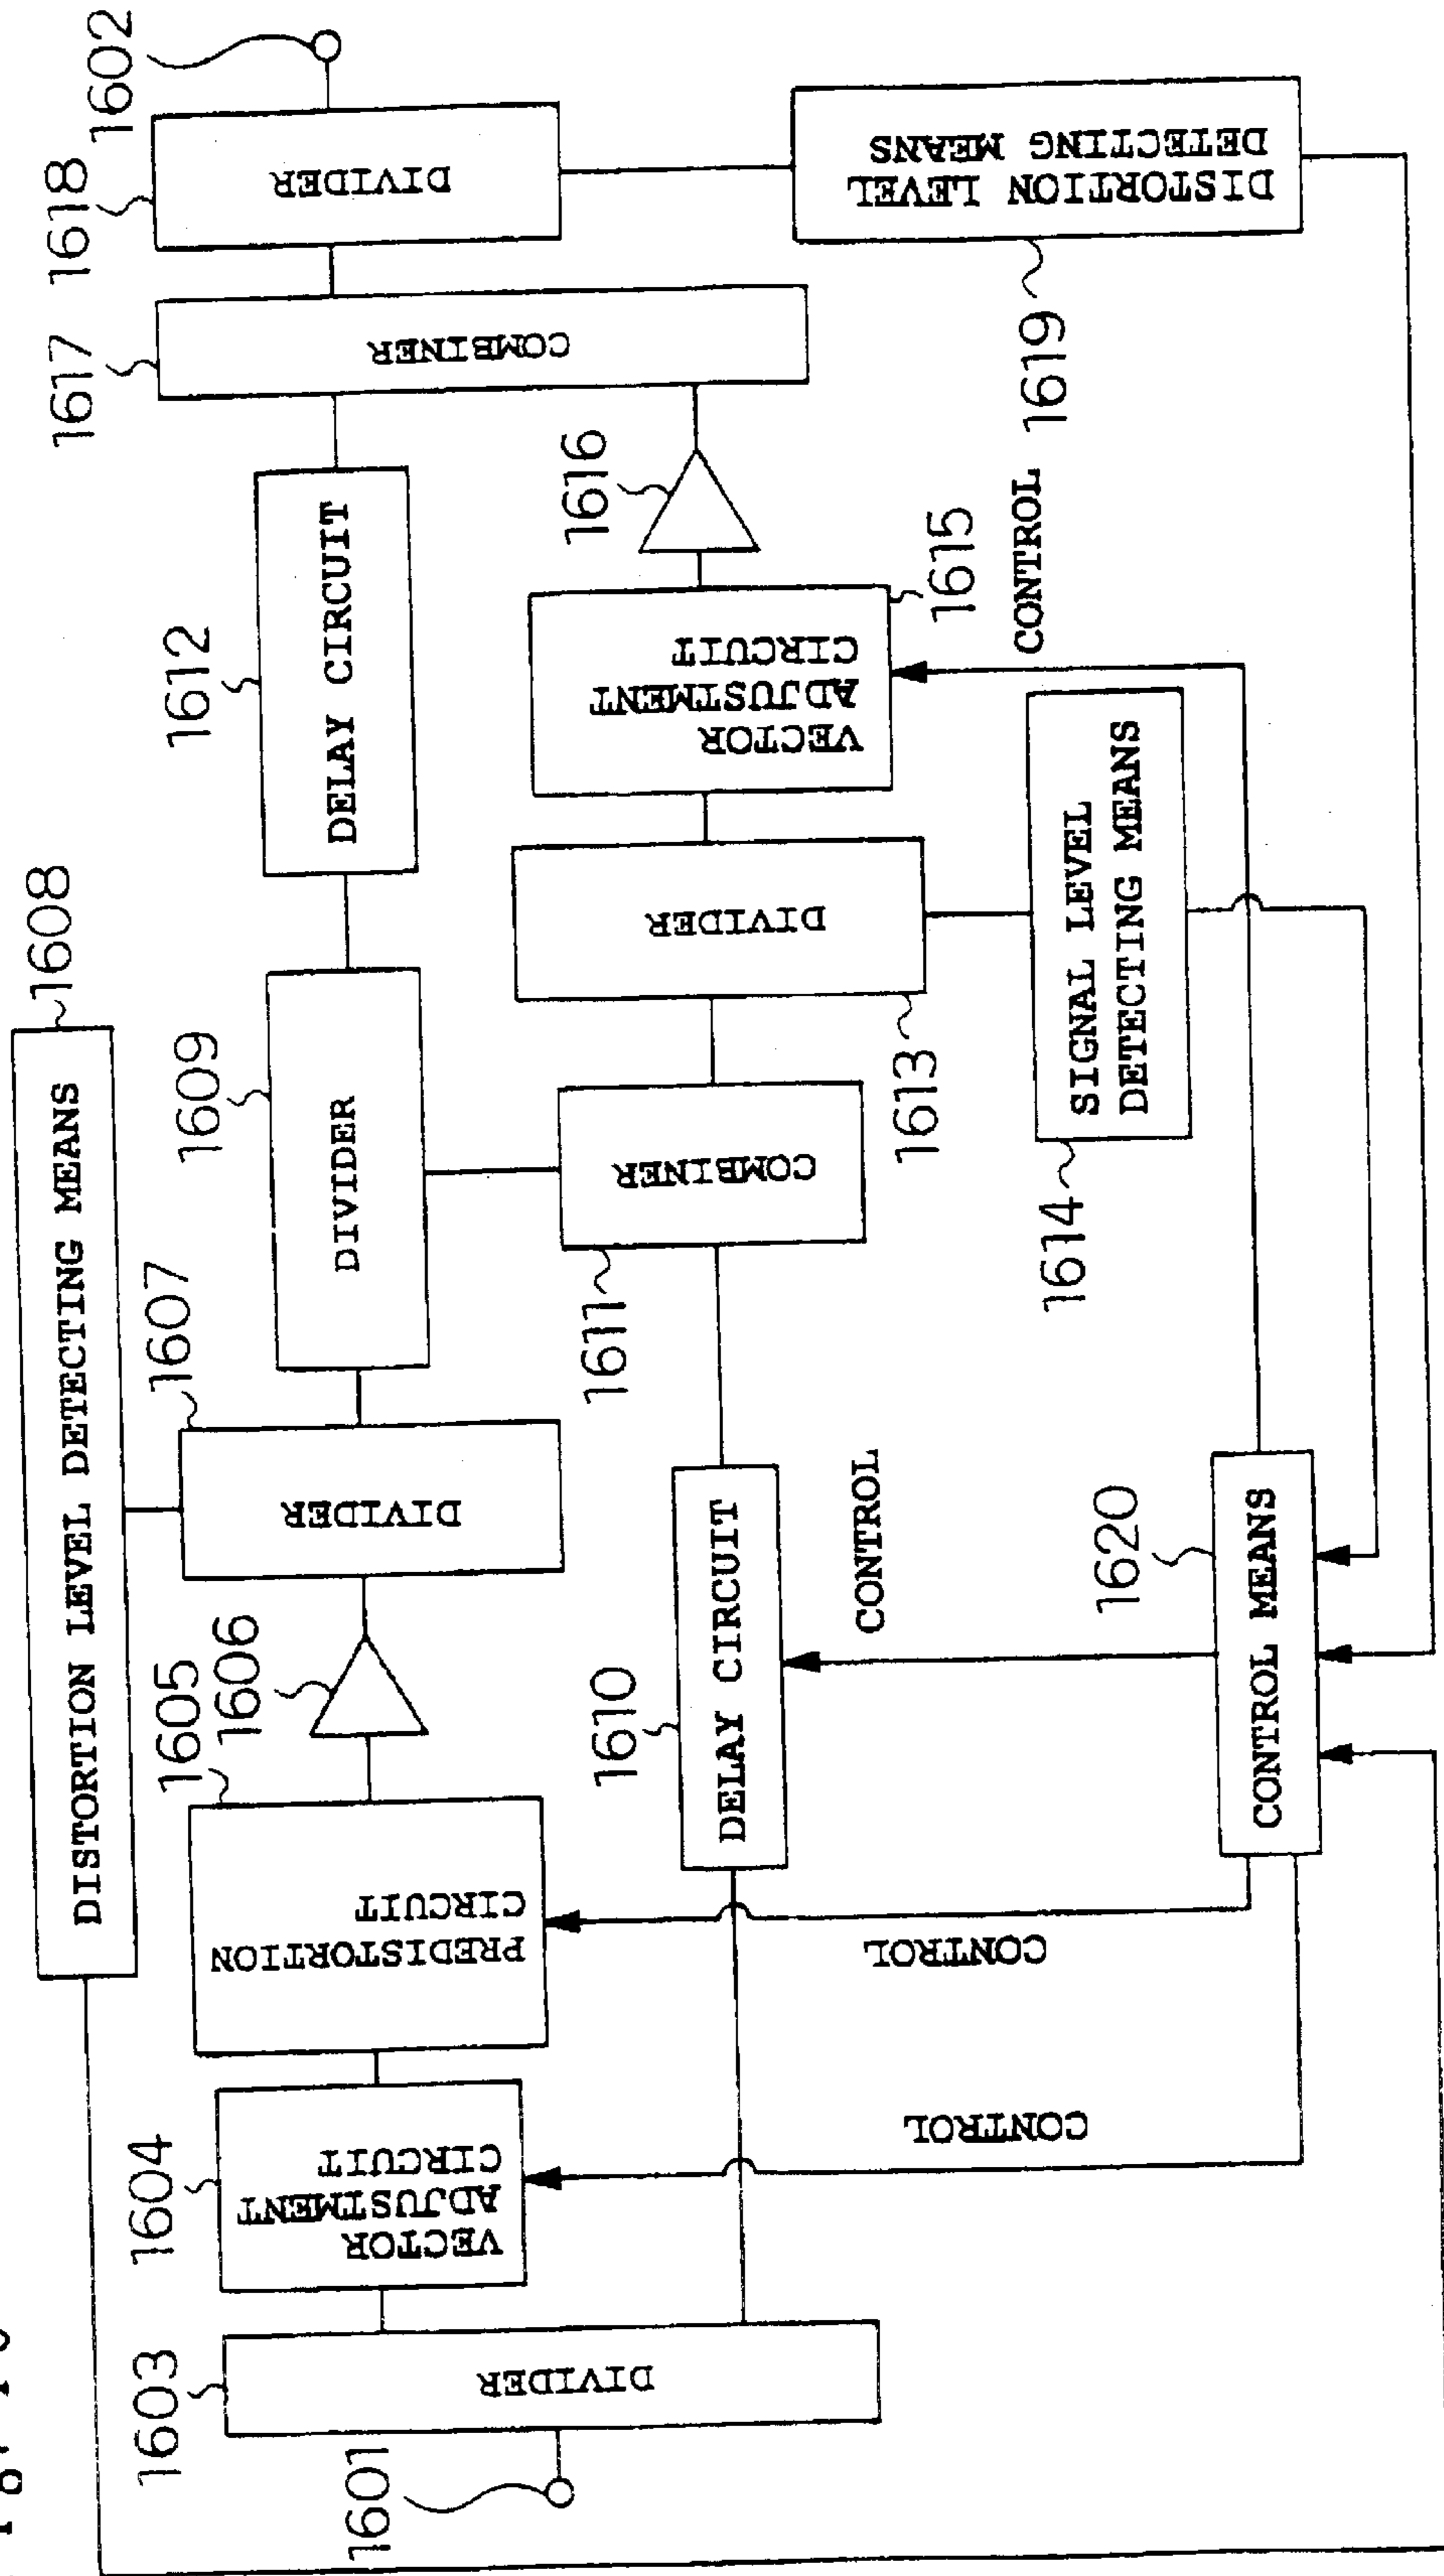 DISTORTION LEVEL DETECTING MEANS
1608
1603
DIVIDER
1601
1604
VECTOR
ADJUSTMENT
CIRCUIT
1605
PREDISTORTION
CIRCUIT
1606
1607
DIVIDER
1609
DIVIDER
1612
DELAY CIRCUIT
1617
COMBINER
1618
DIVIDER
1602
1610
DELAY CIRCUIT
1611
COMBINER
1613
DIVIDER
VECTOR
ADJUSTMENT
CIRCUIT
1615
1616
CONTROL
CONTROL
CONTROL
CONTROL
1614
SIGNAL LEVEL
DETECTING MEANS
1619
DISTORTION LEVEL
DETECTING MEANS
1620
CONTROL MEANS